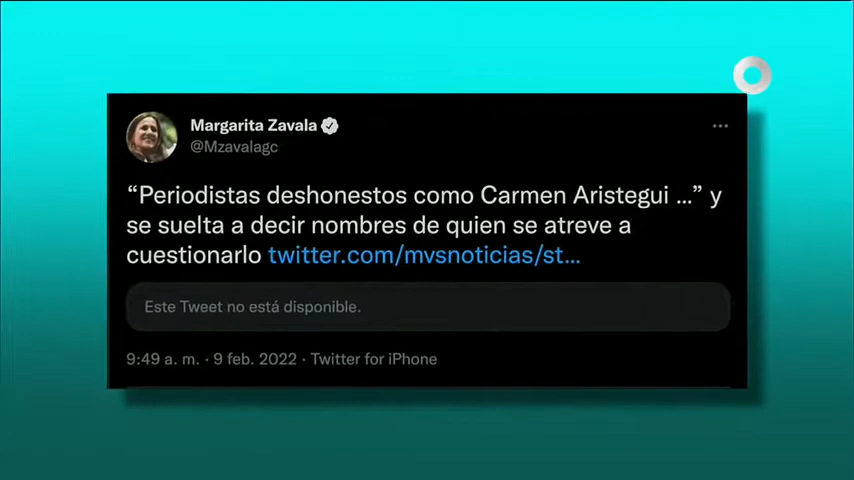 Margarita Zavala
@Mzavalagc
“Periodistas deshonestos como Carmen Aristegui ...” y
se suelta a decir nombres de quien se atreve a
cuestionarlo twitter.com/mvsnoticias/st...
Este Tweet no está disponible.
9:49 a. m. · 9 feb. 2022 · Twitter for iPhone